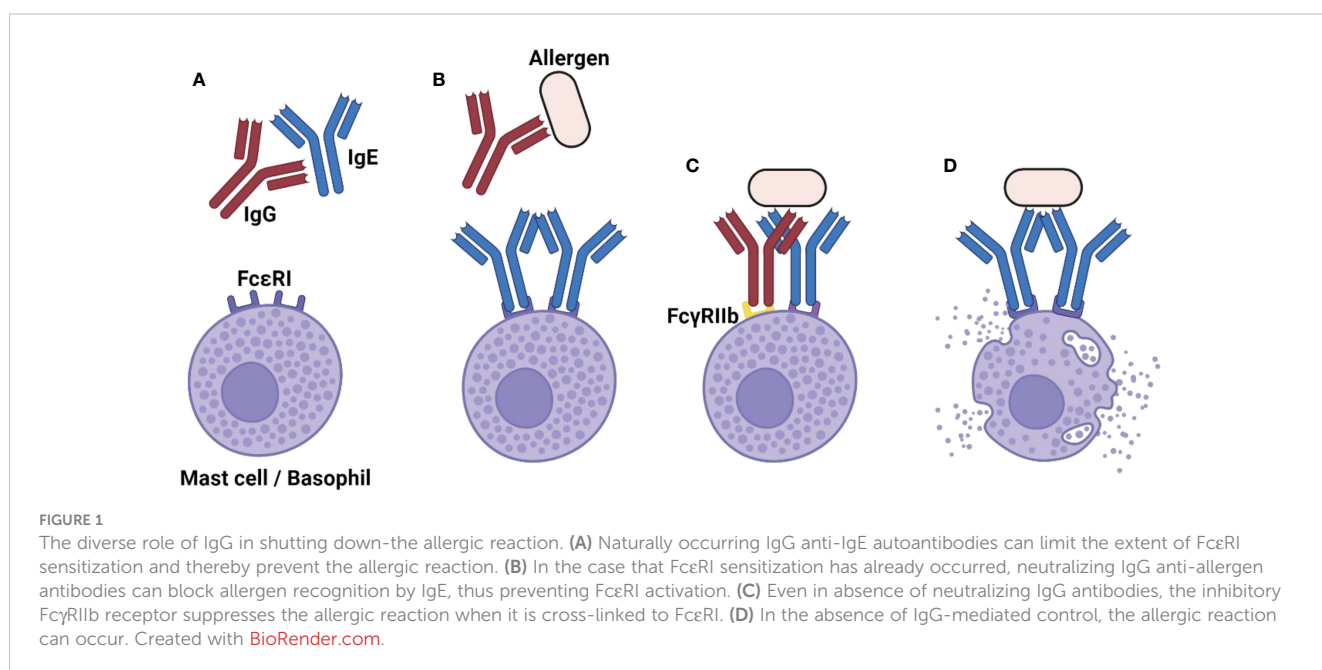 A
B
Allergen
IgE
IgG
C
D
FcεRI
FcγRIIb
Mast cell / Basophil
FIGURE 1
The diverse role of IgG in shutting down-the allergic reaction. (A) Naturally occurring IgG anti-IgE autoantibodies can limit the extent of FcεRI
sensitization and thereby prevent the allergic reaction. (B) In the case that FcεRI sensitization has already occurred, neutralizing IgG anti-allergen
antibodies can block allergen recognition by IgE, thus preventing FcεRI activation. (C) Even in absence of neutralizing IgG antibodies, the inhibitory
FcγRIIb receptor suppresses the allergic reaction when it is cross-linked to FcεRI. (D) In the absence of IgG-mediated control, the allergic reaction
can occur. Created with BioRender.com.